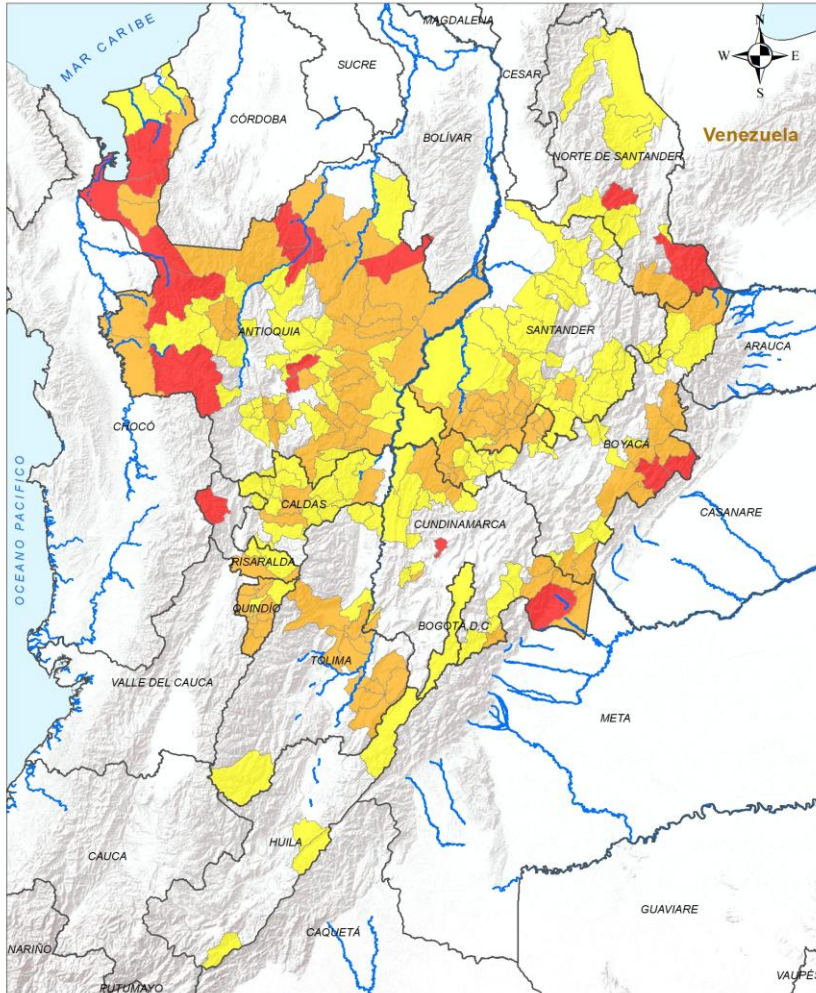 MAGDALENA
N
W E
S
MAR CARIBE
SUCRE
CESAR
CÓRDOBA
BOLÍVAR
Venezuela
NORTE DE SANTANDER
ANTIOQUIA
SANTANDER
ARAUCA
CHOCÓ
BOYACÁ
OCEANO PACIFICO
CALDAS
CUNDINAMARCA
CASANARE
RISARALDA
QUINDÍO
BOGOTÁ D.C
TOLIMA
VALLE DEL CAUCA
META
HUILA
CAUCA
GUAVIARE
CAQUETÁ
NARIÑO
PUTUMAYO
VAUPÉS